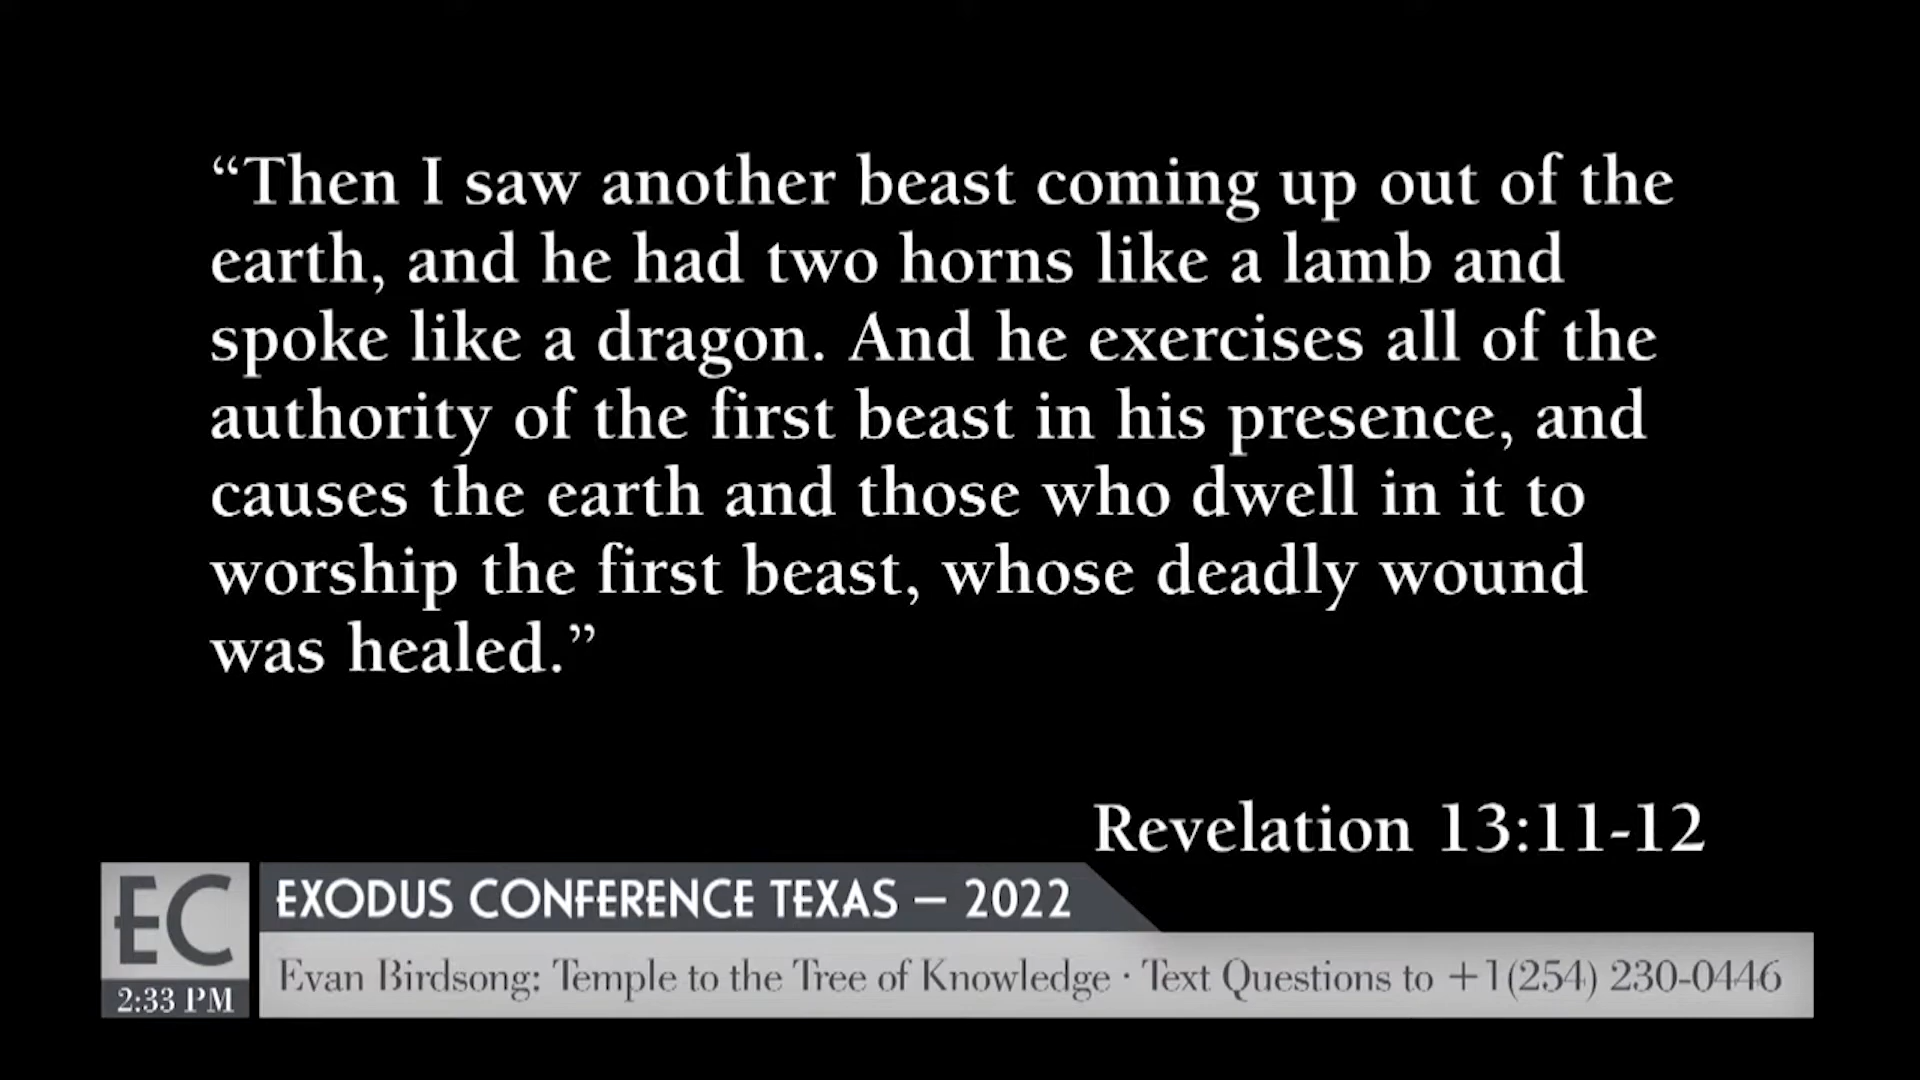 “Then I saw another beast coming up out of the
earth, and he had two horns like a lamb and
spoke like a dragon. And he exercises all of the
authority of the first beast in his presence, and
causes the earth and those who dwell in it to
worship the first beast, whose deadly wound
was healed.”
Revelation 13:11-12
EC
EXODUS CONFERENCE TEXAS – 2022
Evan Birdsong: Temple to the Tree of Knowledge · Text Questions to +1(254) 230-0446
2:33 PM